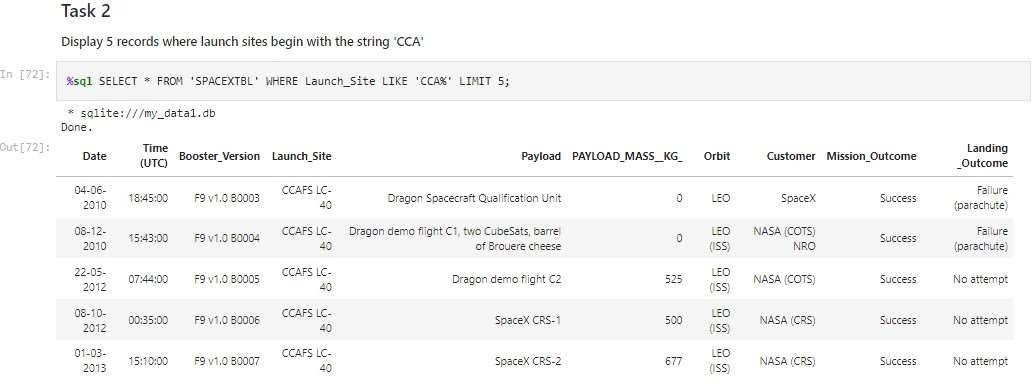 Task 2
Display 5 records where launch sites begin with the string 'CCA'
In [72]: %sql SELECT * FROM 'SPACEXTBL' WHERE Launch_Site LIKE 'CCA%' LIMIT 5;
* sqlite:///my_data1.db
Done.
Out[72]:
Date Time (UTC) Booster_Version Launch_Site Payload PAYLOAD_MASS__KG_ Orbit Customer Mission_Outcome Landing _Outcome
04-06-2010 18:45:00 F9 v1.0 B0003 CCAFS LC-40 Dragon Spacecraft Qualification Unit 0 LEO SpaceX Success Failure (parachute)
08-12-2010 15:43:00 F9 v1.0 B0004 CCAFS LC-40 Dragon demo flight C1, two CubeSats, barrel of Brouere cheese 0 LEO (ISS) NASA (COTS) NRO Success Failure (parachute)
22-05-2012 07:44:00 F9 v1.0 B0005 CCAFS LC-40 Dragon demo flight C2 525 LEO (ISS) NASA (COTS) Success No attempt
08-10-2012 00:35:00 F9 v1.0 B0006 CCAFS LC-40 SpaceX CRS-1 500 LEO (ISS) NASA (CRS) Success No attempt
01-03-2013 15:10:00 F9 v1.0 B0007 CCAFS LC-40 SpaceX CRS-2 677 LEO (ISS) NASA (CRS) Success No attempt